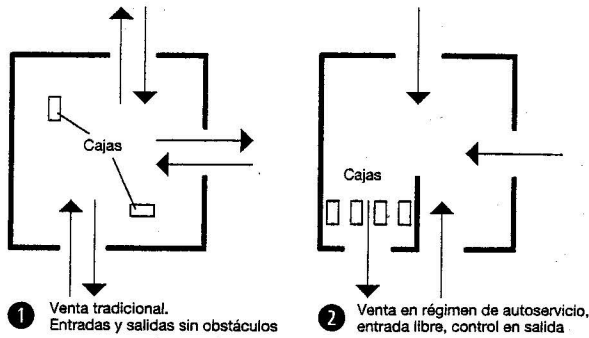 Cajas
Cajas
1 Venta tradicional.
Entradas y salidas sin obstáculos
2 Venta en régimen de autoservicio,
entrada libre, control en salida